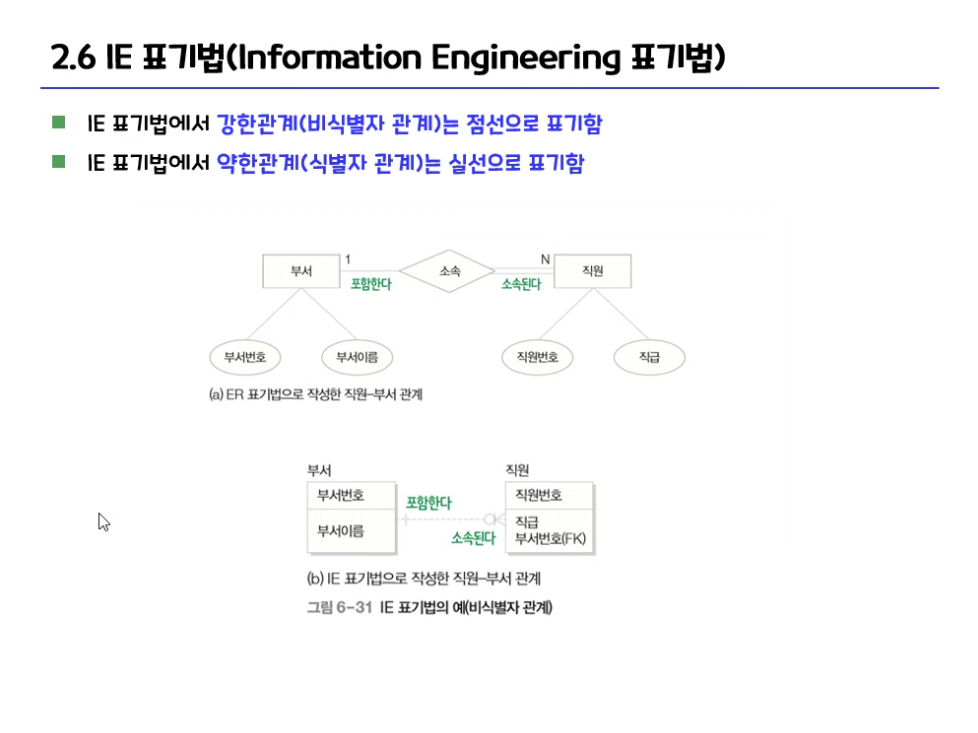 2.6 IE 표기법(Information Engineering 표기법)
IE 표기법에서 강한관계(비식별자 관계)는 점선으로 표기함
IE 표기법에서 약한관계(식별자 관계)는 실선으로 표기함
부서
1
포함한다
소속
N
소속된다
직원
부서번호
부서이름
직원번호
직급
(a) ER 표기법으로 작성한 직원–부서 관계
부서
부서번호
부서이름
포함한다
소속된다
직원
직원번호
직급
부서번호(FK)
(b) IE 표기법으로 작성한 직원–부서 관계
그림 6-31 IE 표기법의 예(비식별자 관계)